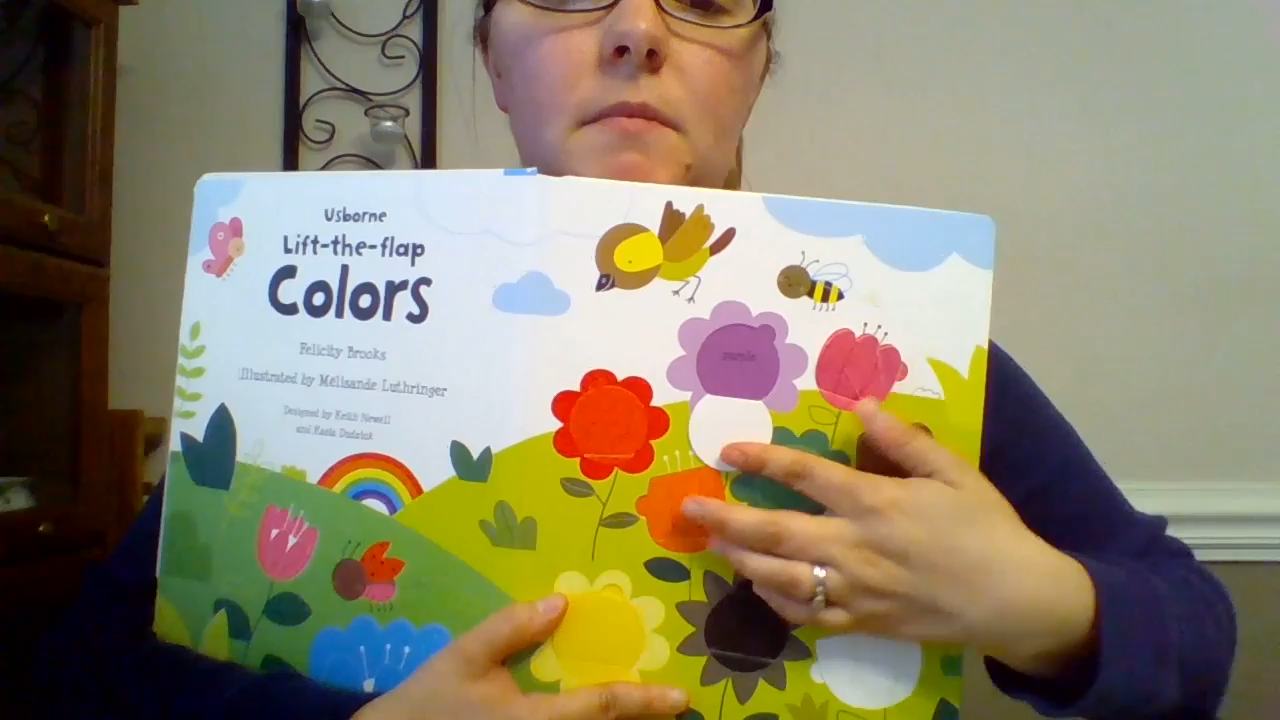 Usborne
Lift-the-flap
Colors
Felicity Brooks
Illustrated by Mélisande Luthringer
Designed by Keith Newell
and Kasia Dudziuk
purple